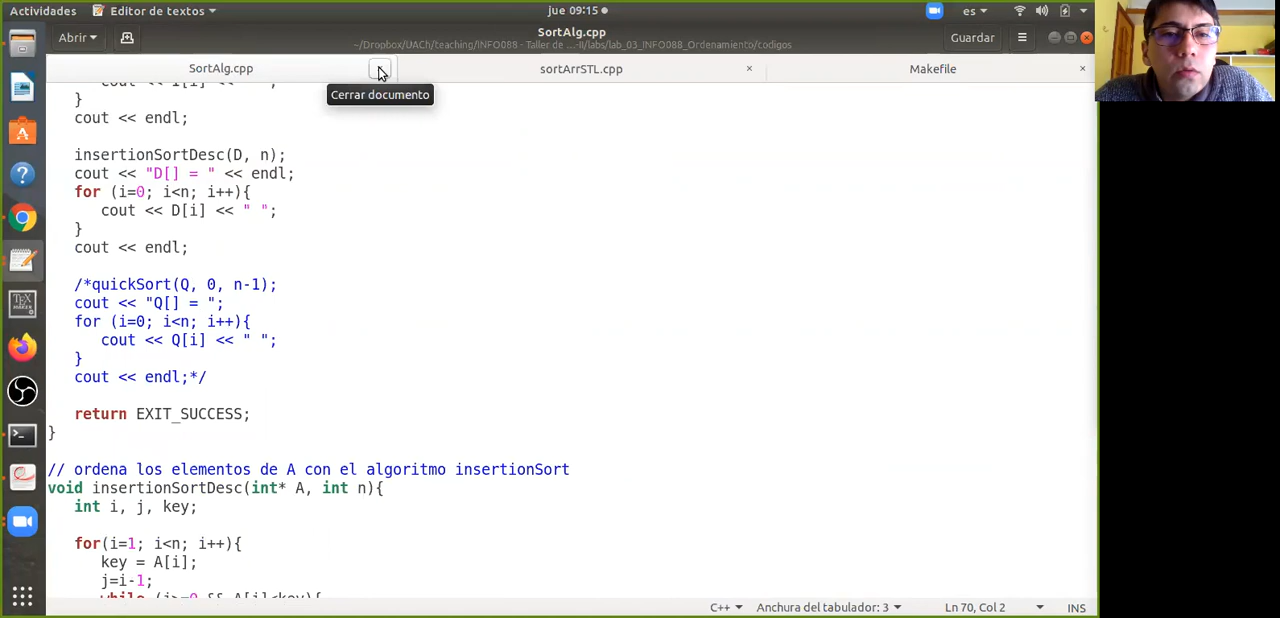 Actividades
Editor de textos
jue 09:15
es
Abrir
SortAlg.cpp
~/Dropbox/UACh/teaching/INFO088 - Taller de …-II/labs/lab_03_INFO088_Ordenamiento/codigos
Guardar
SortAlg.cpp
sortArrSTL.cpp
Makefile
Cerrar documento
}
cout << endl;
insertionSortDesc(D, n);
cout << "D[] = " << endl;
for (i=0; i<n; i++){
cout << D[i] << " ";
}
cout << endl;
/*quickSort(Q, 0, n-1);
cout << "Q[] = ";
for (i=0; i<n; i++){
cout << Q[i] << " ";
}
cout << endl;*/
return EXIT_SUCCESS;
}
// ordena los elementos de A con el algoritmo insertionSort
void insertionSortDesc(int* A, int n){
int i, j, key;
for(i=1; i<n; i++){
key = A[i];
j=i-1;
while (j>=0 && A[j]<key){
C++
Anchura del tabulador: 3
Ln 70, Col 2
INS